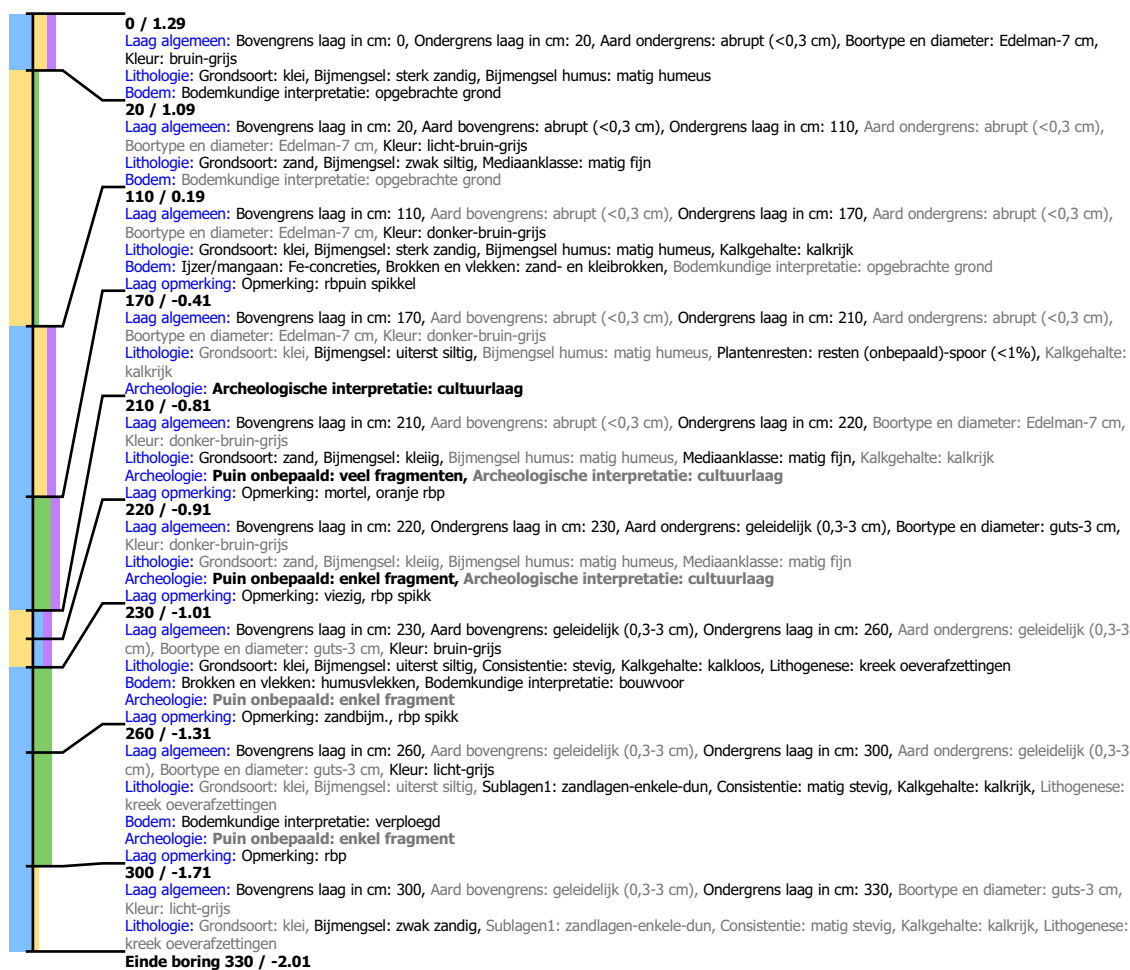 0 / 1.29
Laag algemeen: Bovengrens laag in cm: 0, Ondergrens laag in cm: 20, Aard ondergrens: abrupt (<0,3 cm), Boortype en diameter: Edelman-7 cm,
Kleur: bruin-grijs
Lithologie: Grondsoort: klei, Bijmengsel: sterk zandig, Bijmengsel humus: matig humeus
Bodem: Bodemkundige interpretatie: opgebrachte grond
20 / 1.09
Laag algemeen: Bovengrens laag in cm: 20, Aard bovengrens: abrupt (<0,3 cm), Ondergrens laag in cm: 110, Aard ondergrens: abrupt (<0,3 cm),
Boortype en diameter: Edelman-7 cm, Kleur: licht-bruin-grijs
Lithologie: Grondsoort: zand, Bijmengsel: zwak siltig, Mediaanklasse: matig fijn
Bodem: Bodemkundige interpretatie: opgebrachte grond
110 / 0.19
Laag algemeen: Bovengrens laag in cm: 110, Aard bovengrens: abrupt (<0,3 cm), Ondergrens laag in cm: 170, Aard ondergrens: abrupt (<0,3 cm),
Boortype en diameter: Edelman-7 cm, Kleur: donker-bruin-grijs
Lithologie: Grondsoort: klei, Bijmengsel: sterk zandig, Bijmengsel humus: matig humeus, Kalkgehalte: kalkrijk
Bodem: Ijzer/mangaan: Fe-concreties, Brokken en vlekken: zand- en kleibrokken, Bodemkundige interpretatie: opgebrachte grond
Laag opmerking: Opmerking: rbpuin spikkel
170 / -0.41
Laag algemeen: Bovengrens laag in cm: 170, Aard bovengrens: abrupt (<0,3 cm), Ondergrens laag in cm: 210, Aard ondergrens: abrupt (<0,3 cm),
Boortype en diameter: Edelman-7 cm, Kleur: donker-bruin-grijs
Lithologie: Grondsoort: klei, Bijmengsel: uiterst siltig, Bijmengsel humus: matig humeus, Plantenresten: resten (onbepaald)-spoor (<1%), Kalkgehalte:
kalkrijk
Archeologie: Archeologische interpretatie: cultuurlaag
210 / -0.81
Laag algemeen: Bovengrens laag in cm: 210, Aard bovengrens: abrupt (<0,3 cm), Ondergrens laag in cm: 220, Boortype en diameter: Edelman-7 cm,
Kleur: donker-bruin-grijs
Lithologie: Grondsoort: zand, Bijmengsel: kleiig, Bijmengsel humus: matig humeus, Mediaanklasse: matig fijn, Kalkgehalte: kalkrijk
Archeologie: Puin onbepaald: veel fragmenten, Archeologische interpretatie: cultuurlaag
Laag opmerking: Opmerking: mortel, oranje rbp
220 / -0.91
Laag algemeen: Bovengrens laag in cm: 220, Ondergrens laag in cm: 230, Aard ondergrens: geleidelijk (0,3-3 cm), Boortype en diameter: guts-3 cm,
Kleur: donker-bruin-grijs
Lithologie: Grondsoort: zand, Bijmengsel: kleiig, Bijmengsel humus: matig humeus, Mediaanklasse: matig fijn
Archeologie: Puin onbepaald: enkel fragment, Archeologische interpretatie: cultuurlaag
Laag opmerking: Opmerking: viezig, rbp spikk
230 / -1.01
Laag algemeen: Bovengrens laag in cm: 230, Aard bovengrens: geleidelijk (0,3-3 cm), Ondergrens laag in cm: 260, Aard ondergrens: geleidelijk (0,3-3
cm), Boortype en diameter: guts-3 cm, Kleur: bruin-grijs
Lithologie: Grondsoort: klei, Bijmengsel: uiterst siltig, Consistentie: stevig, Kalkgehalte: kalkloos, Lithogenese: kreek oeverafzettingen
Bodem: Brokken en vlekken: humusvlekken, Bodemkundige interpretatie: bouwvoor
Archeologie: Puin onbepaald: enkel fragment
Laag opmerking: Opmerking: zandbijm., rbp spikk
260 / -1.31
Laag algemeen: Bovengrens laag in cm: 260, Aard bovengrens: geleidelijk (0,3-3 cm), Ondergrens laag in cm: 300, Aard ondergrens: geleidelijk (0,3-3
cm), Boortype en diameter: guts-3 cm, Kleur: licht-grijs
Lithologie: Grondsoort: klei, Bijmengsel: uiterst siltig, Sublagen1: zandlagen-enkele-dun, Consistentie: matig stevig, Kalkgehalte: kalkrijk, Lithogenese:
kreek oeverafzettingen
Bodem: Bodemkundige interpretatie: verploegd
Archeologie: Puin onbepaald: enkel fragment
Laag opmerking: Opmerking: rbp
300 / -1.71
Laag algemeen: Bovengrens laag in cm: 300, Aard bovengrens: geleidelijk (0,3-3 cm), Ondergrens laag in cm: 330, Boortype en diameter: guts-3 cm,
Kleur: licht-grijs
Lithologie: Grondsoort: klei, Bijmengsel: zwak zandig, Sublagen1: zandlagen-enkele-dun, Consistentie: matig stevig, Kalkgehalte: kalkrijk, Lithogenese:
kreek oeverafzettingen
Einde boring 330 / -2.01